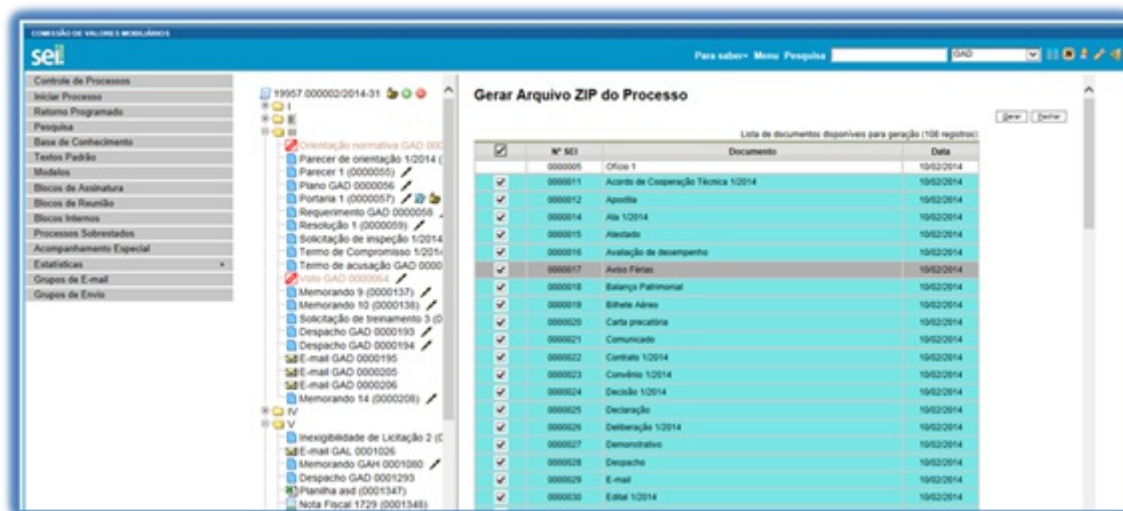 COMISSÃO DE VALORES MOBILIÁRIOS
sei!
Para saber+ Menu Pesquisa
GAD
Controle de Processos
Iniciar Processo
Retorno Programado
Pesquisa
Base de Conhecimento
Textos Padrão
Modelos
Blocos de Assinatura
Blocos de Reunião
Blocos Internos
Processos Sobrestados
Acompanhamento Especial
Estatísticas
Grupos de E-mail
Grupos de Envio
19957.000002/2014-31
I
II
III
Orientação normativa GAD 000
Parecer de orientação 1/2014 (
Parecer 1 (0000055)
Plano GAD 0000056
Portaria 1 (0000057)
Requerimento GAD 0000058
Resolução 1 (0000059)
Solicitação de inspeção 1/2014
Termo de Compromisso 1/2014
Termo de acusação GAD 0000
Voto GAD 0000064
Memorando 9 (0000137)
Memorando 10 (0000138)
Solicitação de treinamento 3 (0
Despacho GAD 0000193
Despacho GAD 0000194
E-mail GAD 0000195
E-mail GAD 0000205
E-mail GAD 0000206
Memorando 14 (0000208)
IV
V
Inexigibilidade de Licitação 2 (0
E-mail GAL 0001026
Memorando GAH 0001080
Despacho GAD 0001293
Planilha asd (0001347)
Nota Fiscal 1729 (0001348)
Gerar Arquivo ZIP do Processo
Gerar Fechar
Lista de documentos disponíveis para geração (108 registros):
Nº SEI Documento Data
0000005 Ofício 1 10/02/2014
0000011 Acordo de Cooperação Técnica 1/2014 10/02/2014
0000012 Apostila 10/02/2014
0000014 Ata 1/2014 10/02/2014
0000015 Atestado 10/02/2014
0000016 Avaliação de desempenho 10/02/2014
0000017 Aviso Férias 10/02/2014
0000018 Balanço Patrimonial 10/02/2014
0000019 Bilhete Aéreo 10/02/2014
0000020 Carta precatória 10/02/2014
0000021 Comunicado 10/02/2014
0000022 Contrato 1/2014 10/02/2014
0000023 Convênio 1/2014 10/02/2014
0000024 Decisão 1/2014 10/02/2014
0000025 Declaração 10/02/2014
0000026 Deliberação 1/2014 10/02/2014
0000027 Demonstrativo 10/02/2014
0000028 Despacho 10/02/2014
0000029 E-mail 10/02/2014
0000030 Edital 1/2014 10/02/2014